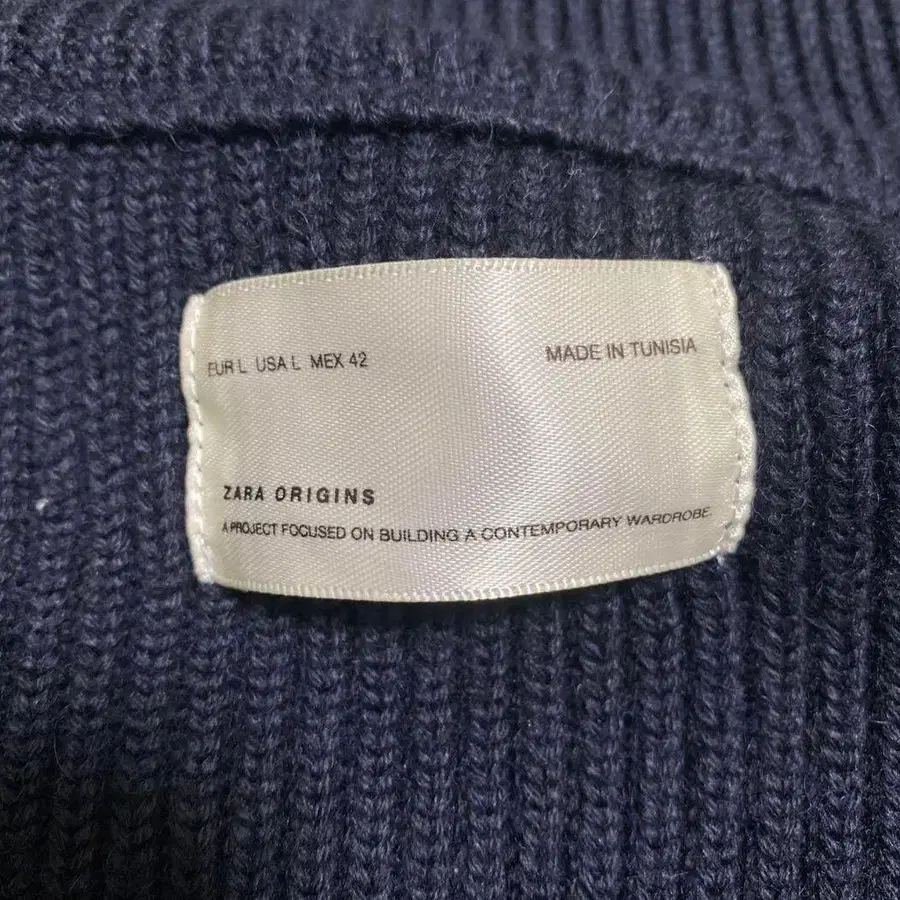 EUR L USA L MEX 42
MADE IN TUNISIA
ZARA ORIGINS
A PROJECT FOCUSED ON BUILDING A CONTEMPORARY WARDROBE.